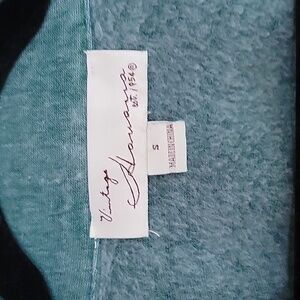 Vintage
Havana
est. 1956®
S
MADE IN CHINA